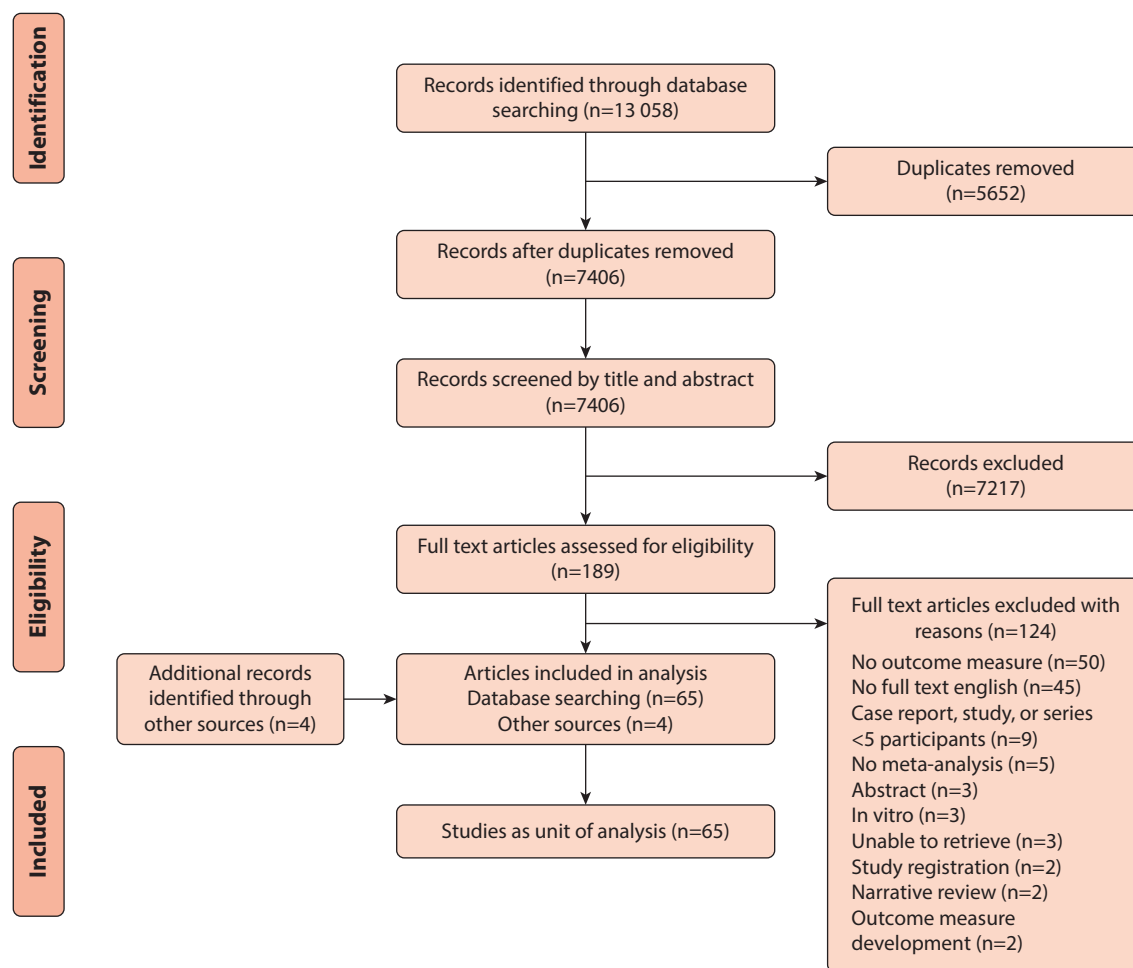 Identification
Records identified through database
searching (n=13 058)
Duplicates removed
(n=5652)
Screening
Records after duplicates removed
(n=7406)
Records screened by title and abstract
(n=7406)
Records excluded
(n=7217)
Eligibility
Full text articles assessed for eligibility
(n=189)
Full text articles excluded with
reasons (n=124)
No outcome measure (n=50)
No full text english (n=45)
Case report, study, or series
<5 participants (n=9)
No meta-analysis (n=5)
Abstract (n=3)
In vitro (n=3)
Unable to retrieve (n=3)
Study registration (n=2)
Narrative review (n=2)
Outcome measure
development (n=2)
Additional records
identified through
other sources (n=4)
Articles included in analysis
Database searching (n=65)
Other sources (n=4)
Included
Studies as unit of analysis (n=65)